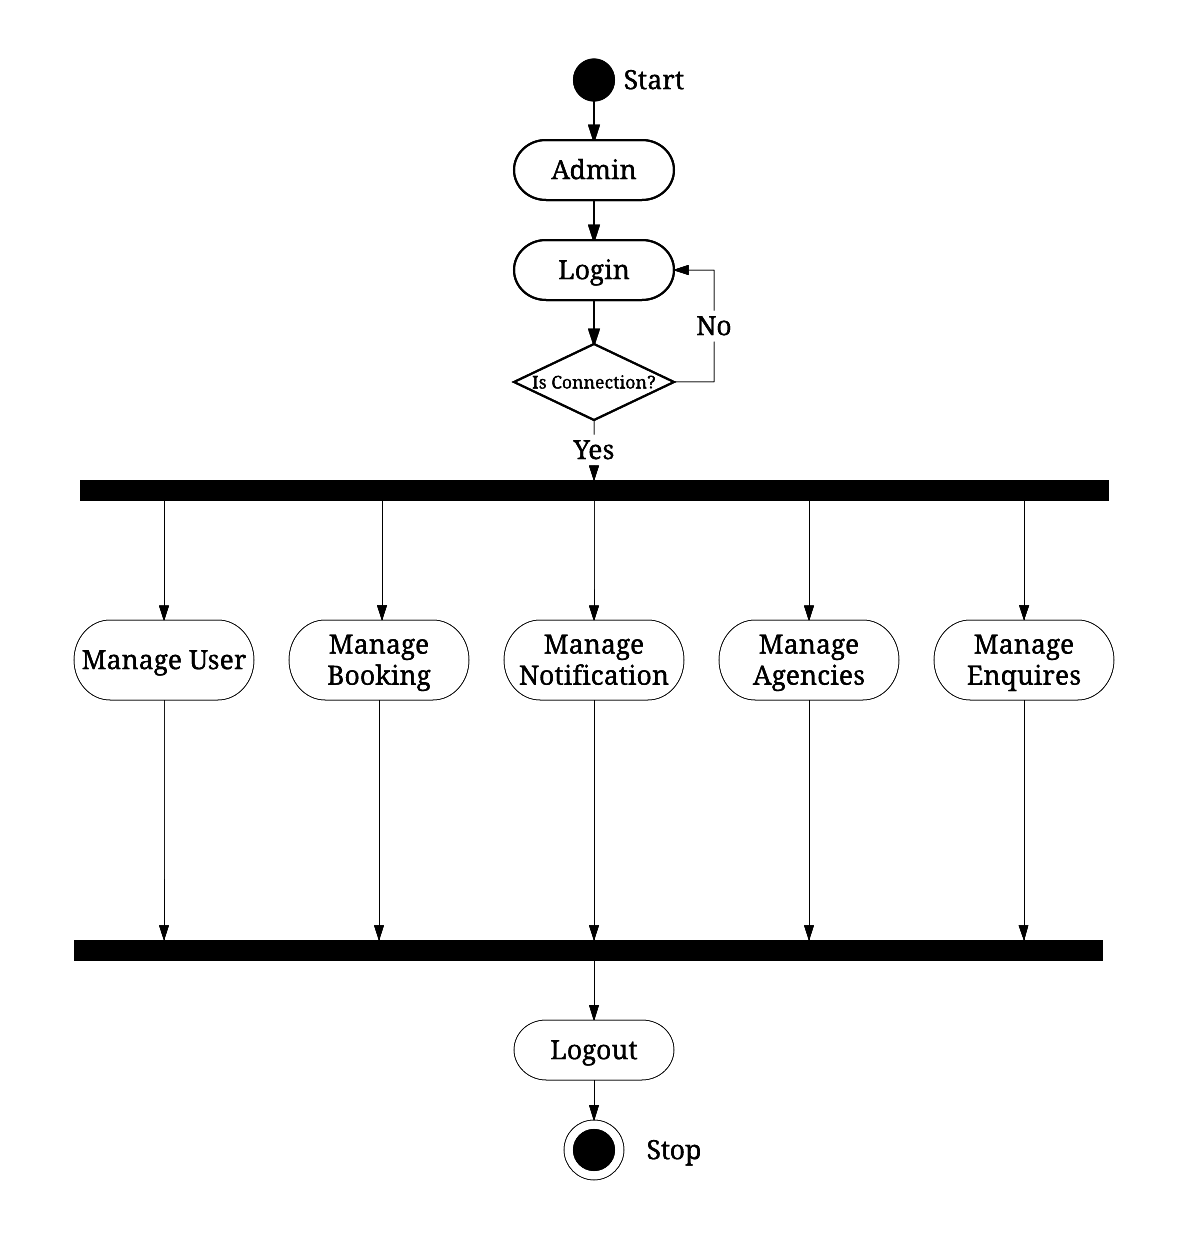 Start
Admin
Login
No
Is Connection?
Yes
Manage User
Manage
Booking
Manage
Notification
Manage
Agencies
Manage
Enquires
Logout
Stop